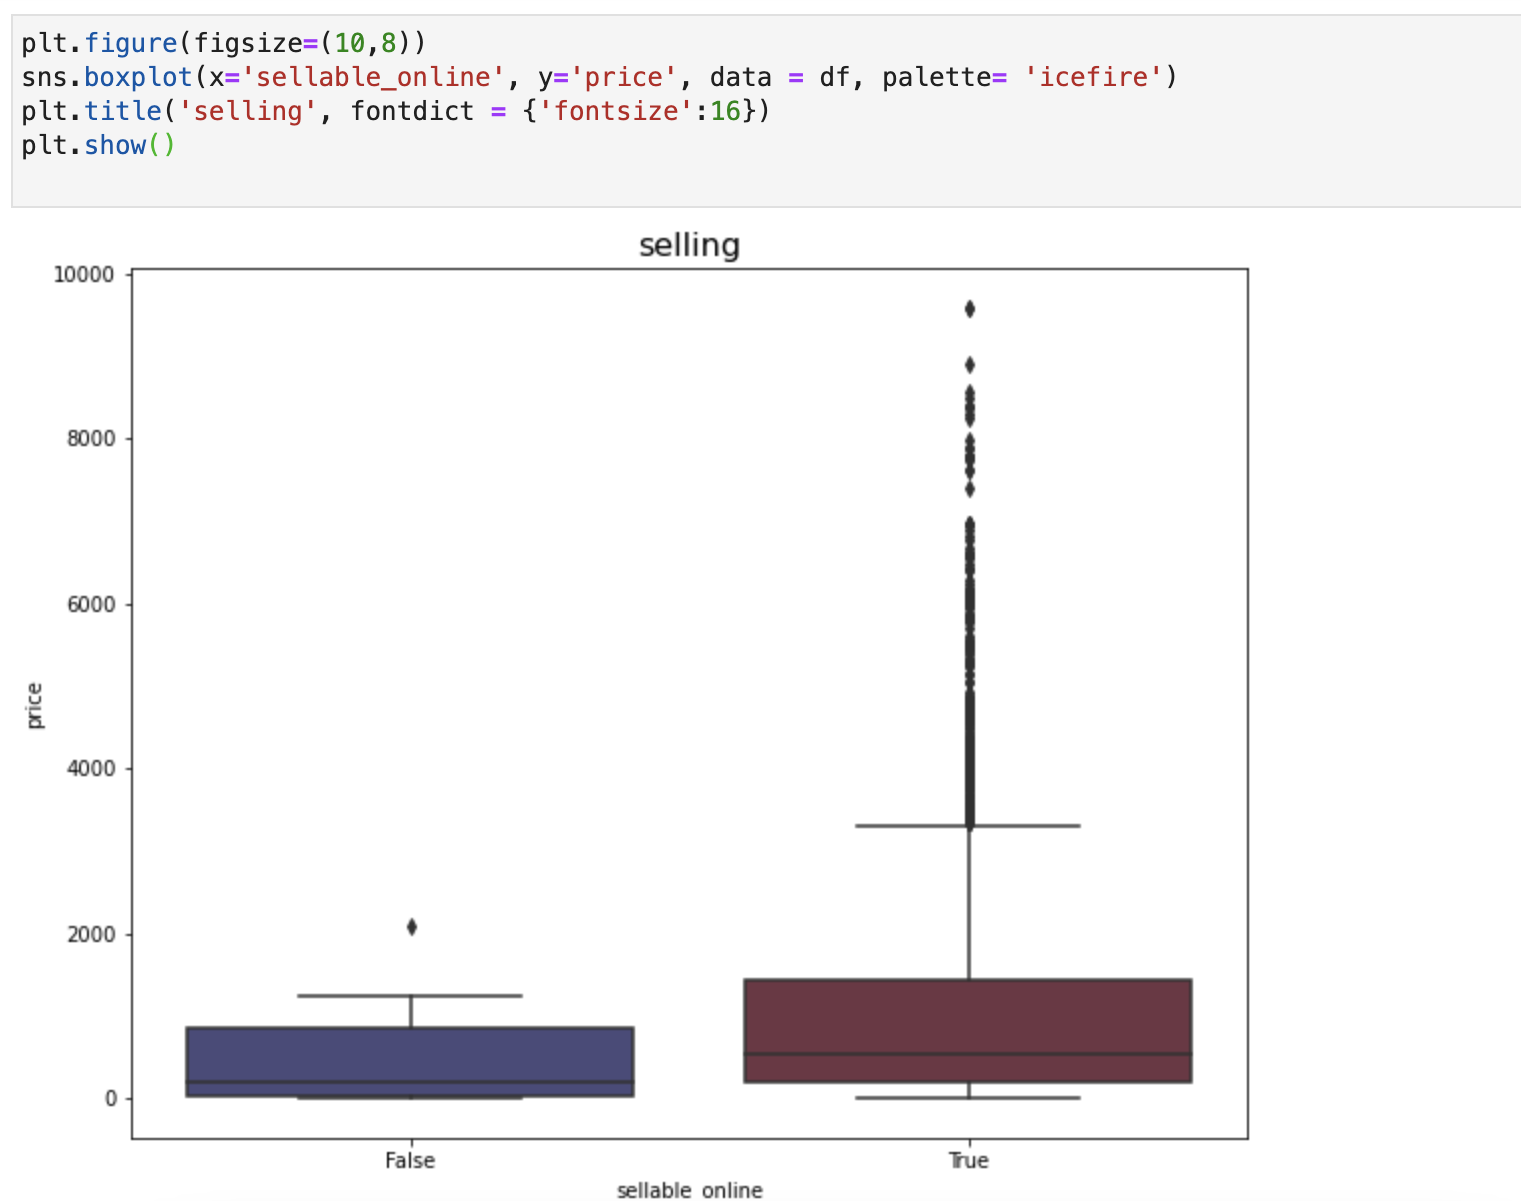 plt.figure(figsize=(10,8))
sns.boxplot(x='sellable_online', y='price', data = df, palette= 'icefire')
plt.title('selling', fontdict = {'fontsize':16})
plt.show()
selling
10000
8000
6000
4000
2000
0
price
False True
sellable_online